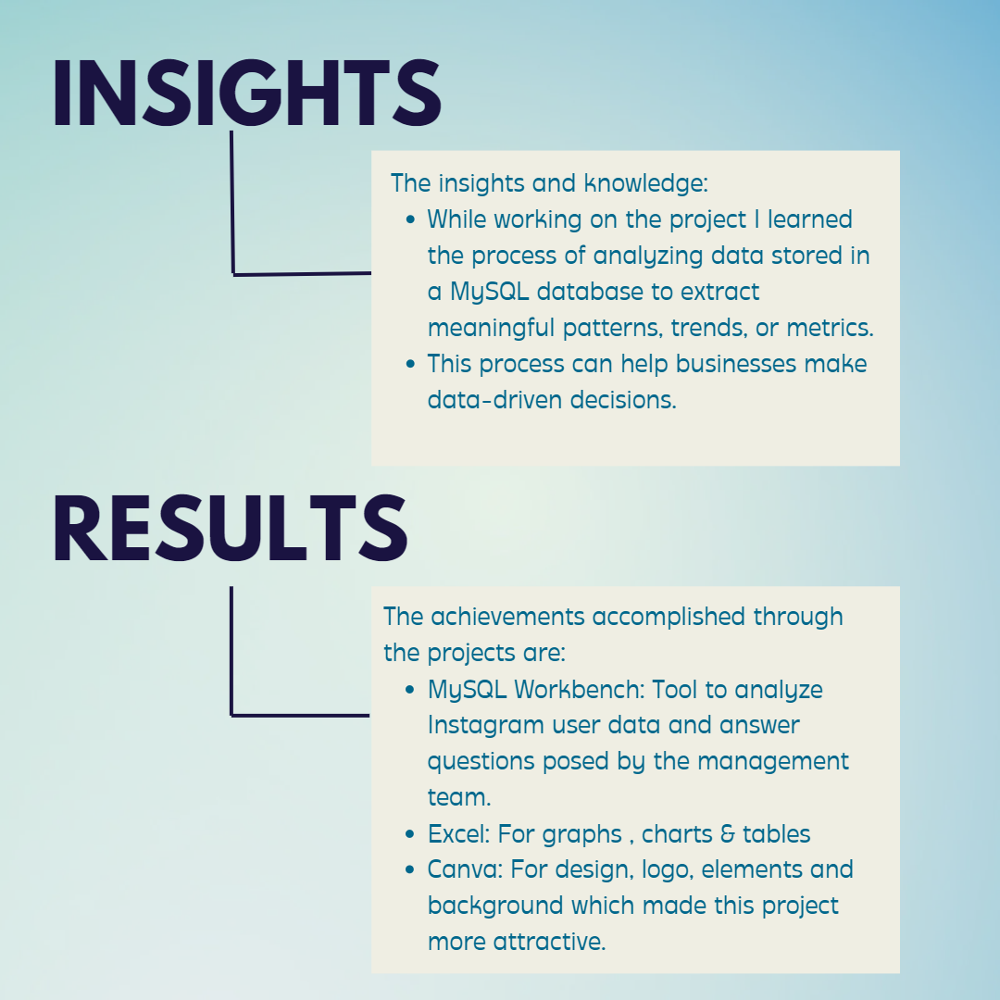 INSIGHTS
The insights and knowledge:
• While working on the project I learned
the process of analyzing data stored in
a MySQL database to extract
meaningful patterns, trends, or metrics.
• This process can help businesses make
data-driven decisions.
RESULTS
The achievements accomplished through
the projects are:
• MySQL Workbench: Tool to analyze
Instagram user data and answer
questions posed by the management
team.
• Excel: For graphs , charts & tables
• Canva: For design, logo, elements and
background which made this project
more attractive.